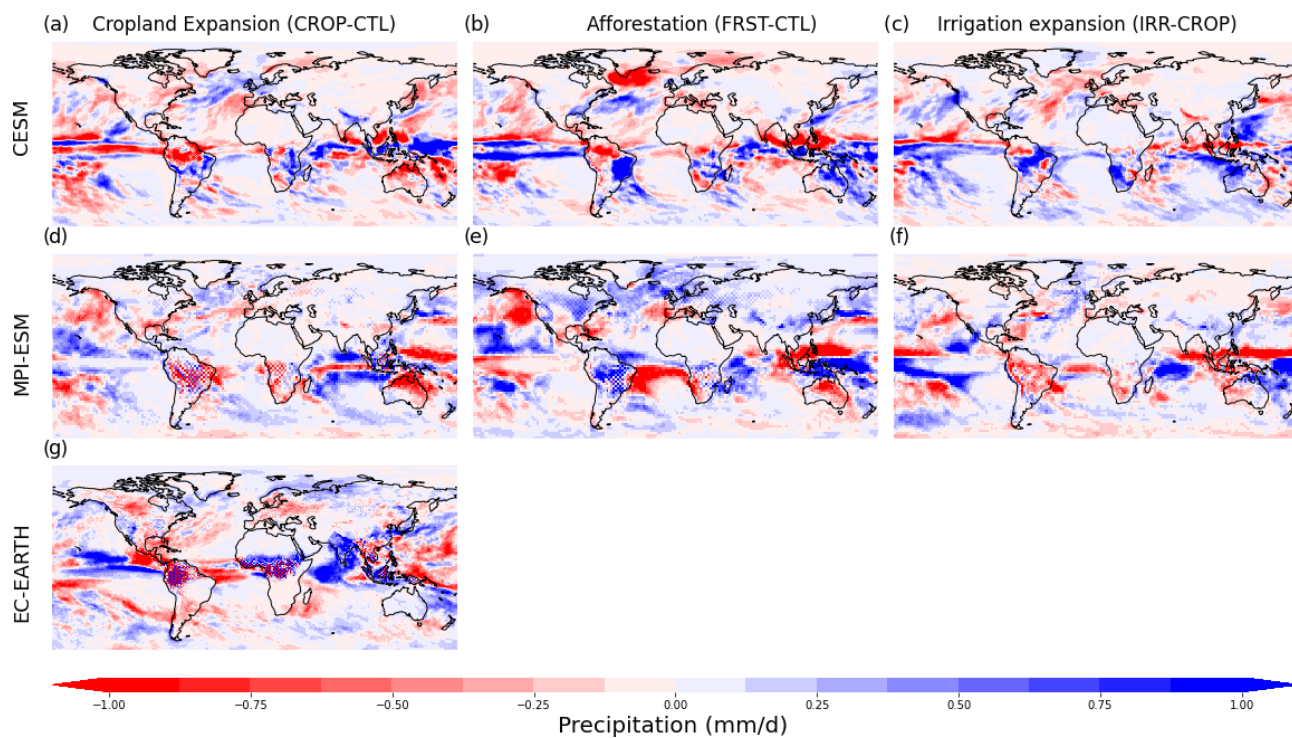 (a) Cropland Expansion (CROP-CTL) (b) Afforestation (FRST-CTL) (c) Irrigation expansion (IRR-CROP)
CESM
(d) (e) (f)
MPI-ESM
(g)
EC-EARTH
−1.00 −0.75 −0.50 −0.25 0.00 0.25 0.50 0.75 1.00
Precipitation (mm/d)